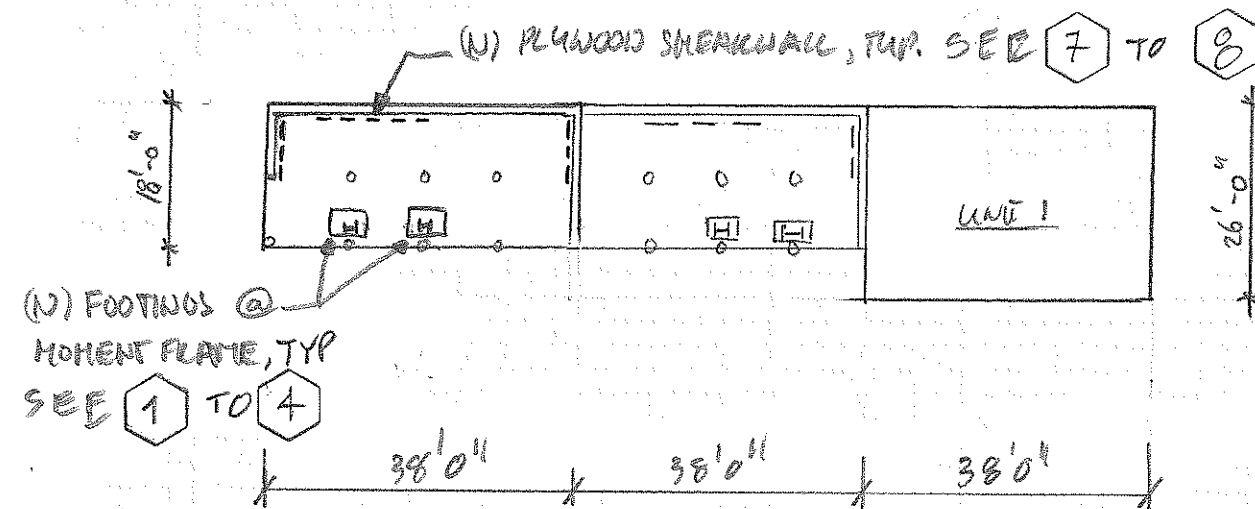 (N) PLYWOOD SHEARWALL, TYP. SEE 7 TO 8
18'-0"
UNIT 1
26'-0"
(N) FOOTINGS @
MOMENT FRAME, TYP
SEE 1 TO 4
38'0" 38'0" 38'0"